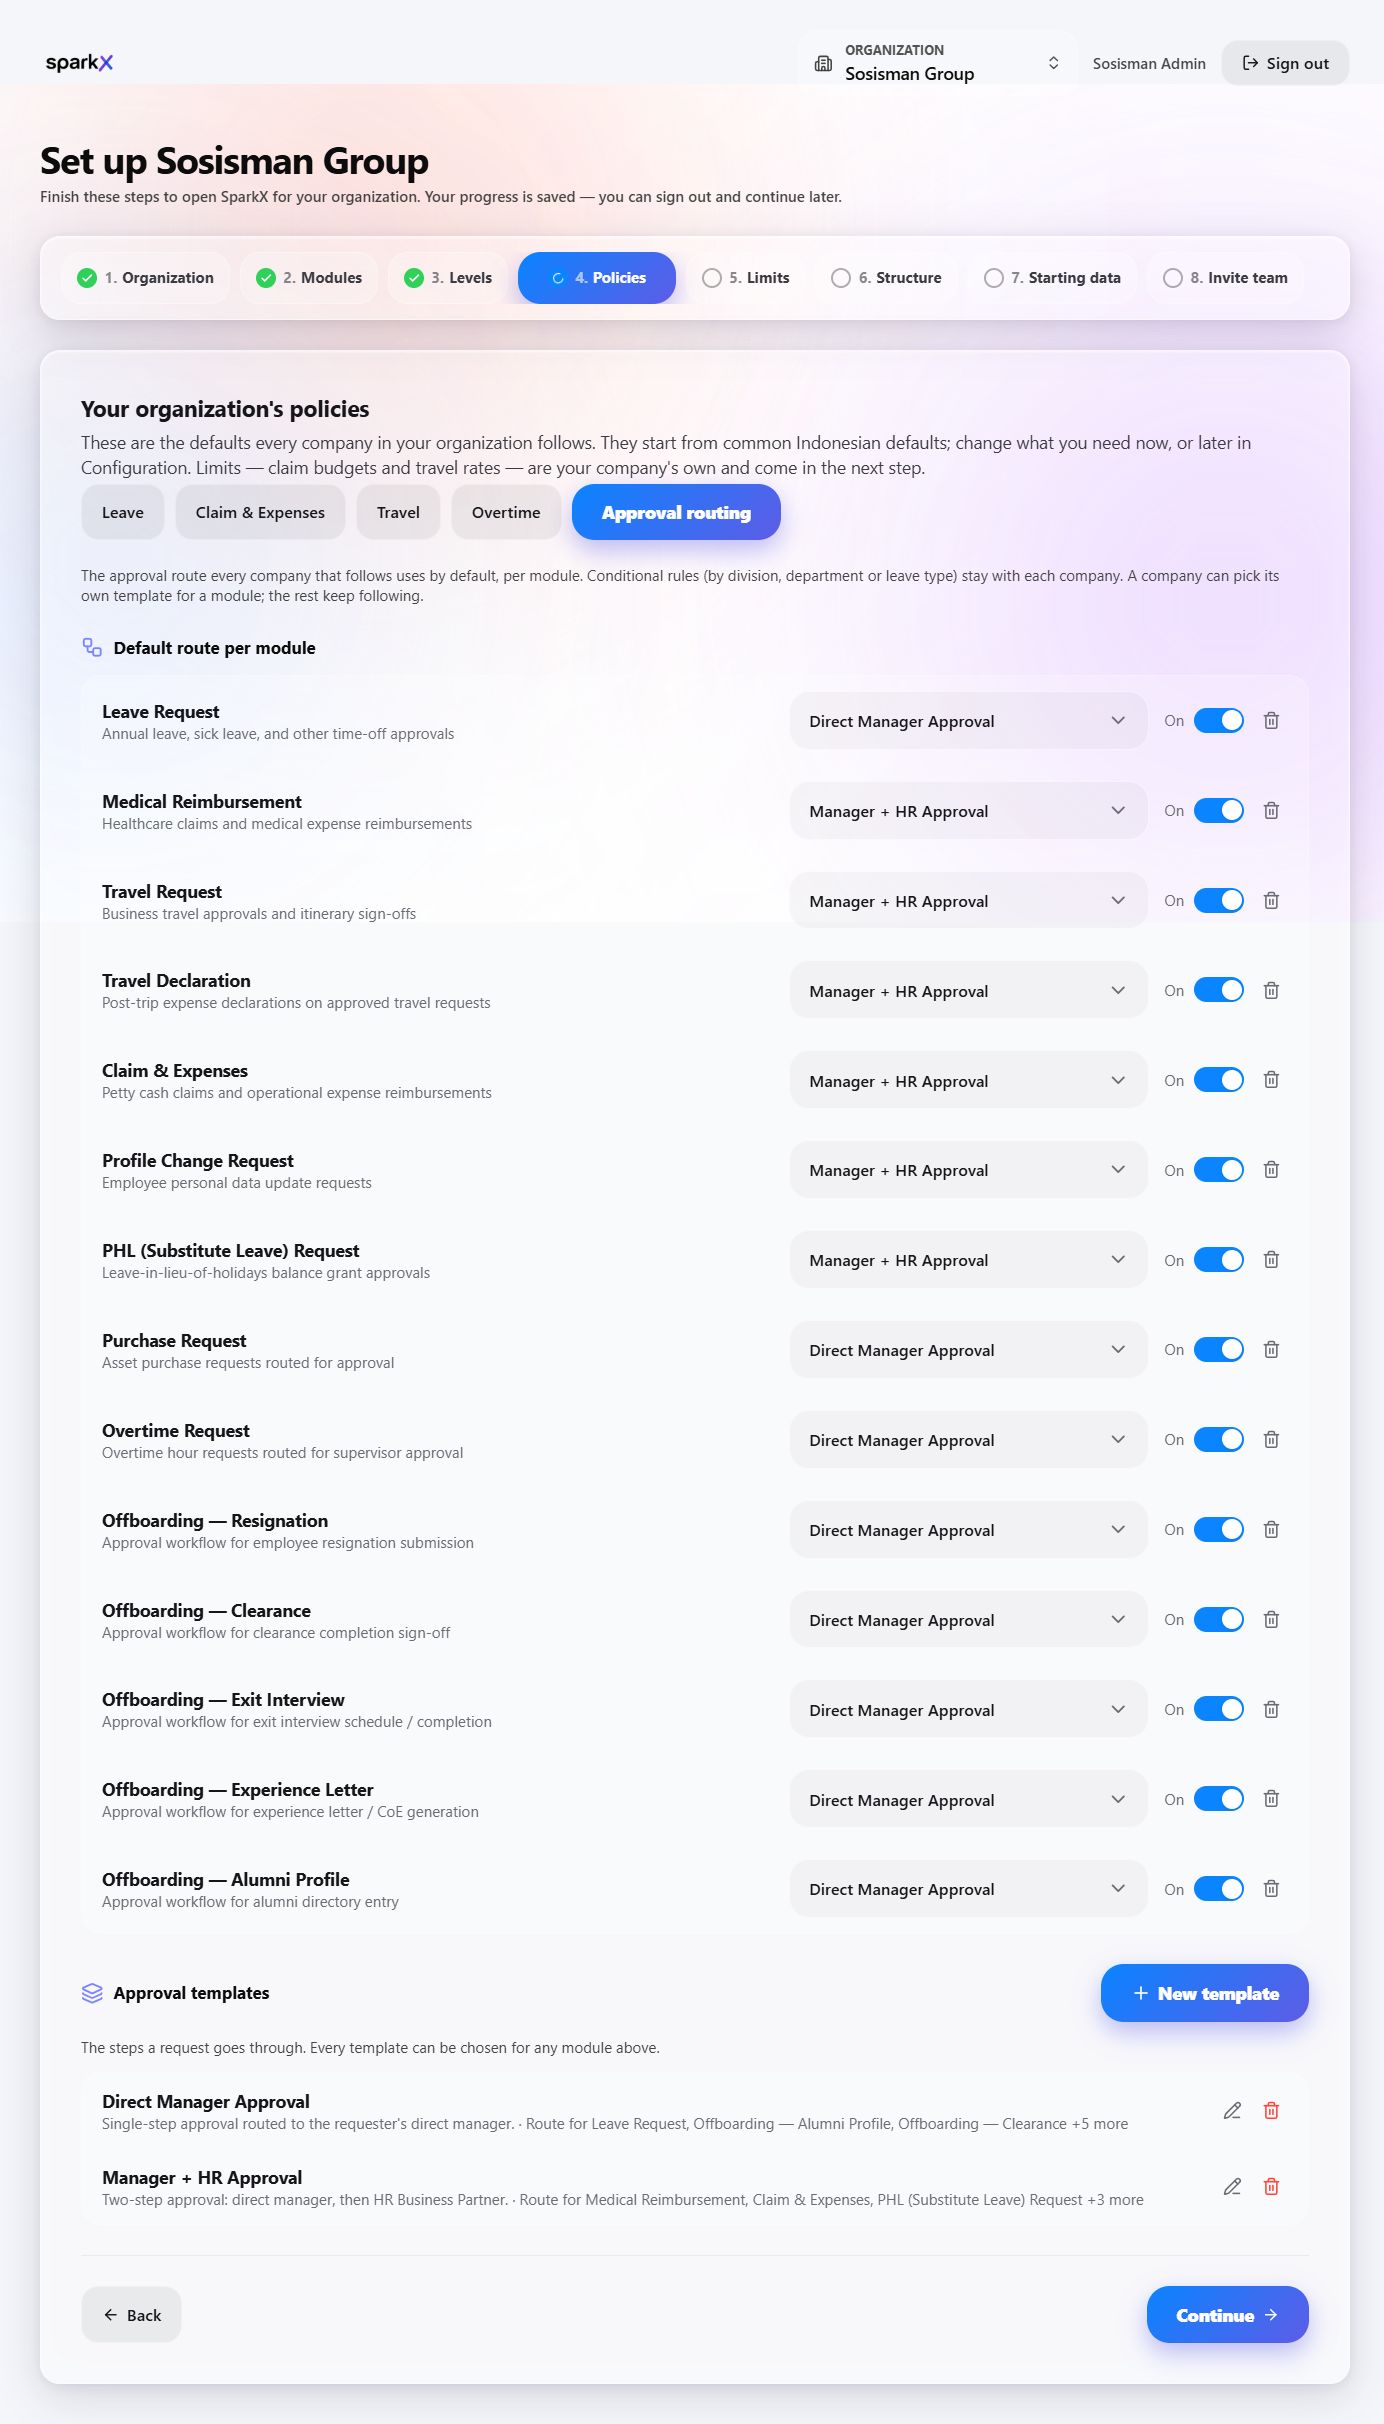 sparkX
ORGANIZATION
Sosisman Group
Sosisman Admin
Sign out
Set up Sosisman Group
Finish these steps to open SparkX for your organization. Your progress is saved — you can sign out and continue later.
1. Organization
2. Modules
3. Levels
4. Policies
5. Limits
6. Structure
7. Starting data
8. Invite team
Your organization's policies
These are the defaults every company in your organization follows. They start from common Indonesian defaults; change what you need now, or later in
Configuration. Limits — claim budgets and travel rates — are your company's own and come in the next step.
Leave
Claim & Expenses
Travel
Overtime
Approval routing
The approval route every company that follows uses by default, per module. Conditional rules (by division, department or leave type) stay with each company. A company can pick its
own template for a module; the rest keep following.
Default route per module
Leave Request
Annual leave, sick leave, and other time-off approvals
Direct Manager Approval
On
Medical Reimbursement
Healthcare claims and medical expense reimbursements
Manager + HR Approval
On
Travel Request
Business travel approvals and itinerary sign-offs
Manager + HR Approval
On
Travel Declaration
Post-trip expense declarations on approved travel requests
Manager + HR Approval
On
Claim & Expenses
Petty cash claims and operational expense reimbursements
Manager + HR Approval
On
Profile Change Request
Employee personal data update requests
Manager + HR Approval
On
PHL (Substitute Leave) Request
Leave-in-lieu-of-holidays balance grant approvals
Manager + HR Approval
On
Purchase Request
Asset purchase requests routed for approval
Direct Manager Approval
On
Overtime Request
Overtime hour requests routed for supervisor approval
Direct Manager Approval
On
Offboarding — Resignation
Approval workflow for employee resignation submission
Direct Manager Approval
On
Offboarding — Clearance
Approval workflow for clearance completion sign-off
Direct Manager Approval
On
Offboarding — Exit Interview
Approval workflow for exit interview schedule / completion
Direct Manager Approval
On
Offboarding — Experience Letter
Approval workflow for experience letter / CoE generation
Direct Manager Approval
On
Offboarding — Alumni Profile
Approval workflow for alumni directory entry
Direct Manager Approval
On
Approval templates
New template
The steps a request goes through. Every template can be chosen for any module above.
Direct Manager Approval
Single-step approval routed to the requester's direct manager. · Route for Leave Request, Offboarding — Alumni Profile, Offboarding — Clearance +5 more
Manager + HR Approval
Two-step approval: direct manager, then HR Business Partner. · Route for Medical Reimbursement, Claim & Expenses, PHL (Substitute Leave) Request +3 more
Back
Continue